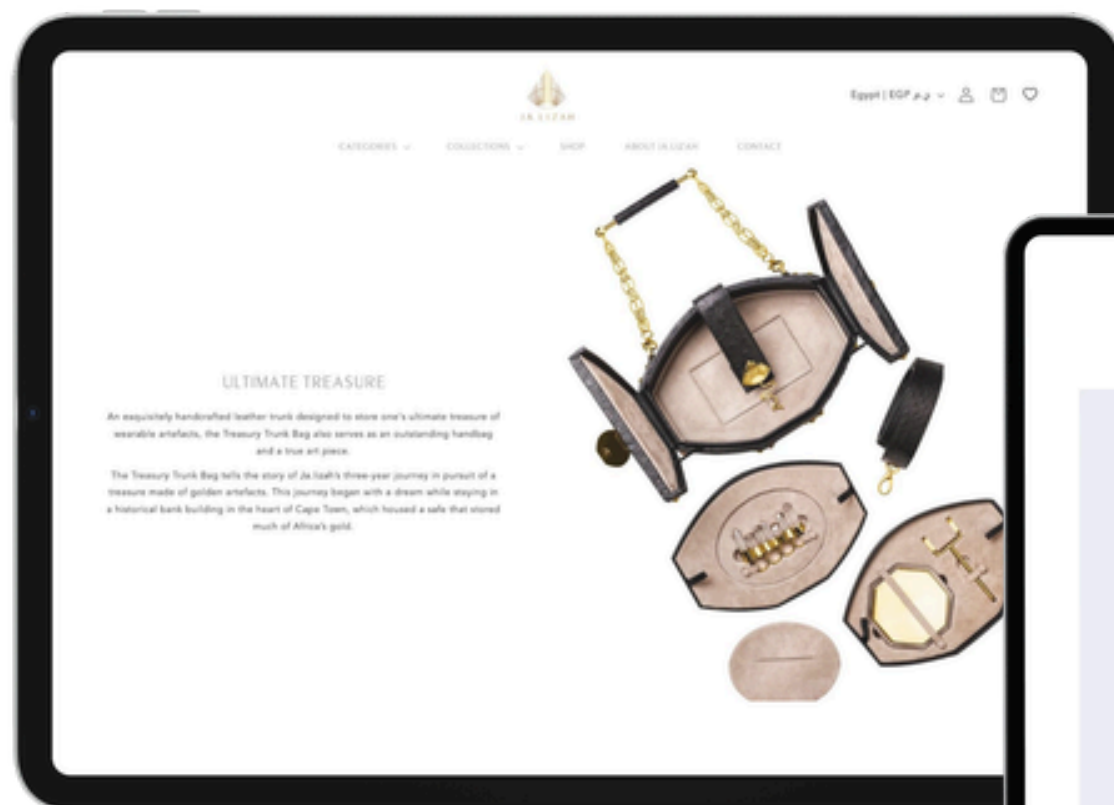 JA.LIZAH
Egypt | EGP ج.م
CATEGORIES COLLECTIONS SHOP ABOUT JA.LIZAH CONTACT
ULTIMATE TREASURE
An exquisitely handcrafted leather trunk designed to store one's ultimate treasure of
wearable artefacts, the Treasury Trunk Bag also serves as an outstanding handbag
and a true art piece.
The Treasury Trunk Bag tells the story of Ja.lizah's three-year journey in pursuit of a
treasure made of golden artefacts. This journey began with a dream while staying in
a historical bank building in the heart of Cape Town, which housed a safe that stored
much of Africa's gold.